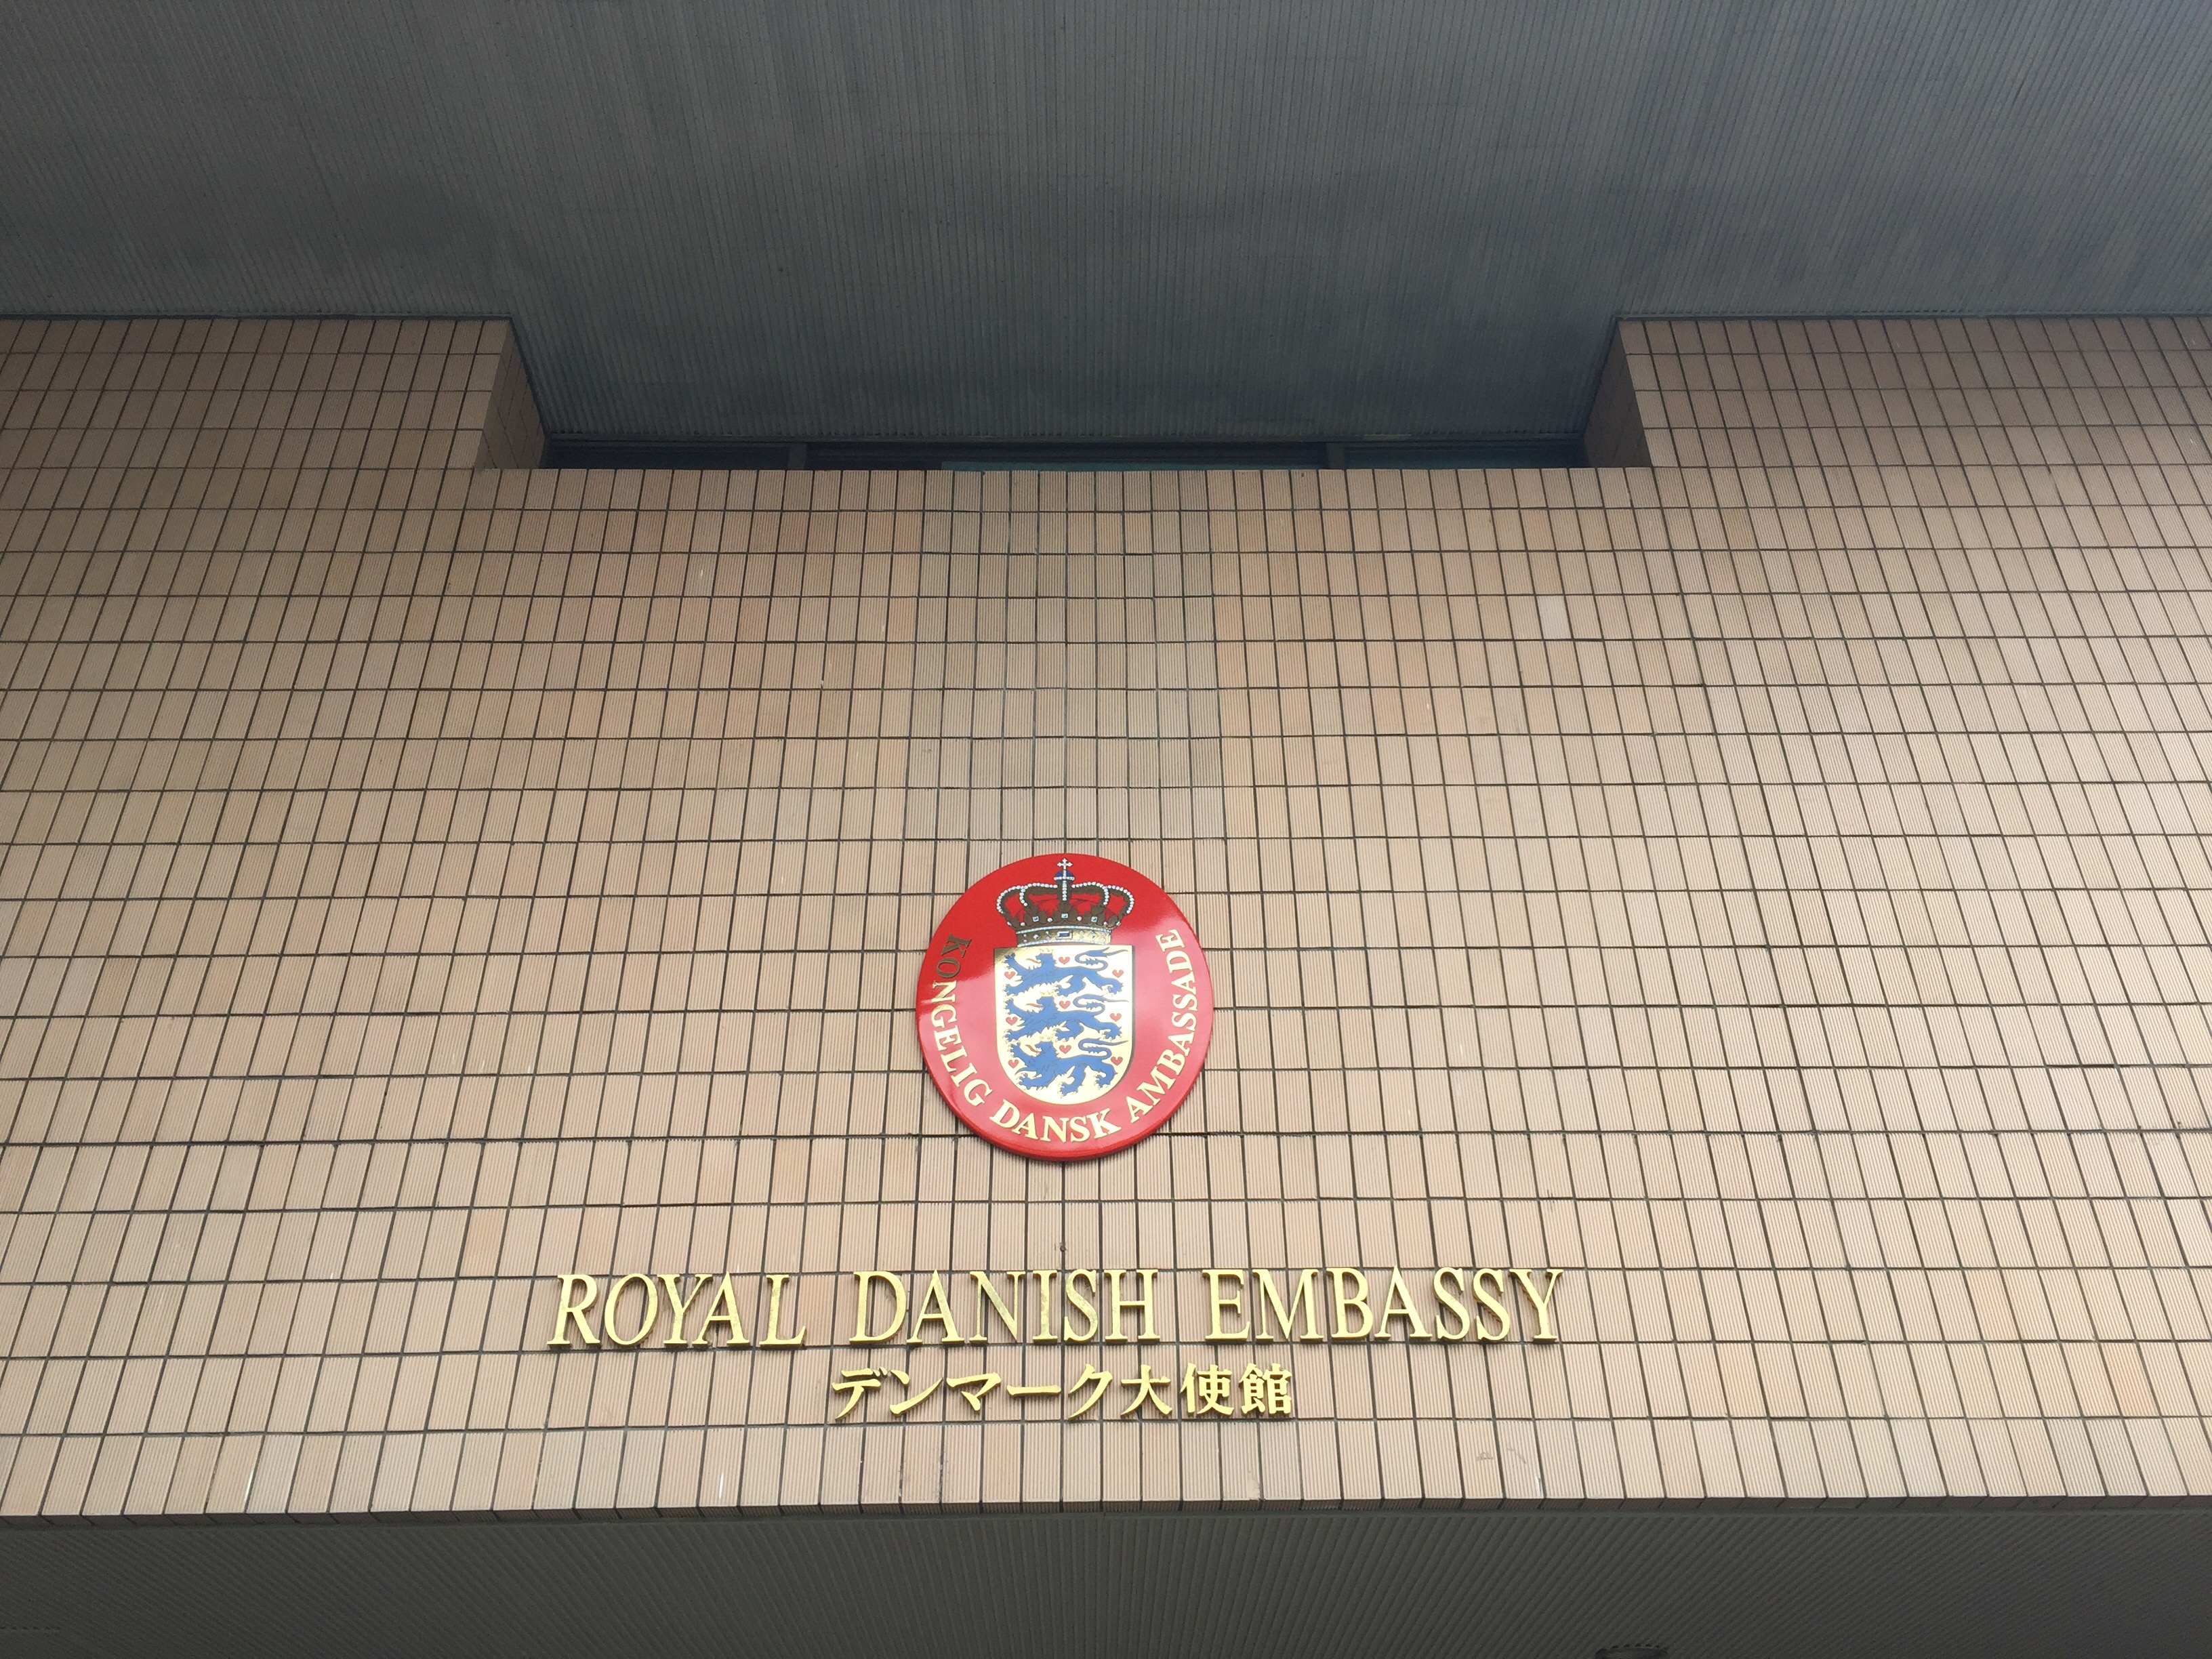 KONGELIG DANSK AMBASSADE
ROYAL DANISH EMBASSY
デンマーク大使館